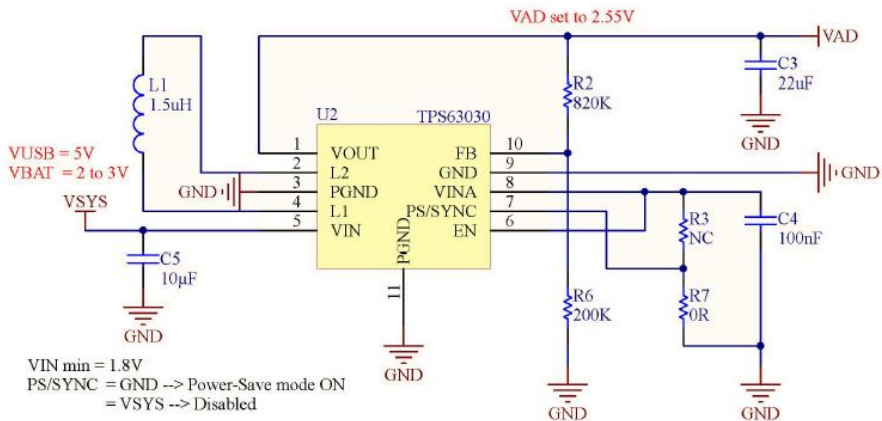 VAD set to 2.55V
VAD
L1
1.5uH
R2
820K
C3
22uF
GND
U2
TPS63030
VUSB = 5V
VBAT = 2 to 3V
VSYS
GND
1
2
3
4
5
VOUT
L2
PGND
L1
VIN
FB
GND
VINA
PS/SYNC
EN
10
9
8
7
6
GND
PGND
11
R3
NC
C4
100nF
C5
10µF
GND
R6
200K
R7
0R
GND
GND
GND
VIN min = 1.8V
PS/SYNC = GND --> Power-Save mode ON
= VSYS --> Disabled